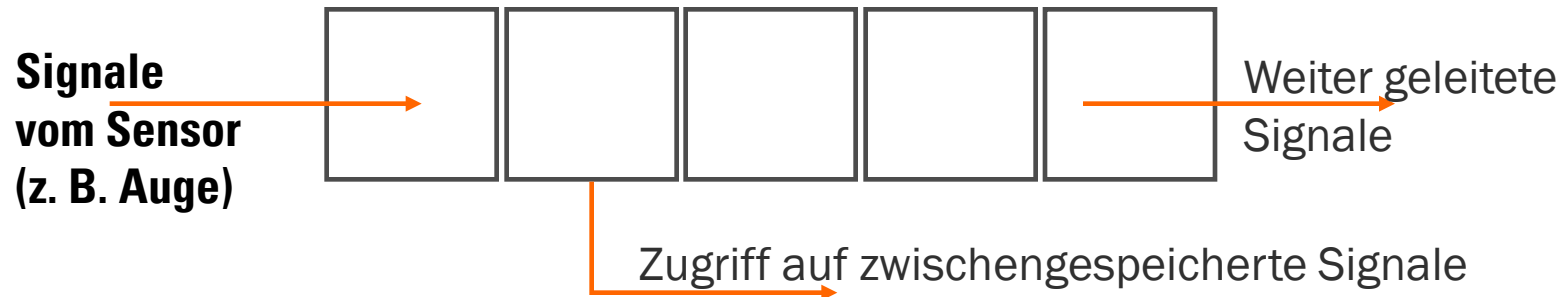 Signale
vom Sensor
(z. B. Auge)
Weiter geleitete
Signale
Zugriff auf zwischengespeicherte Signale